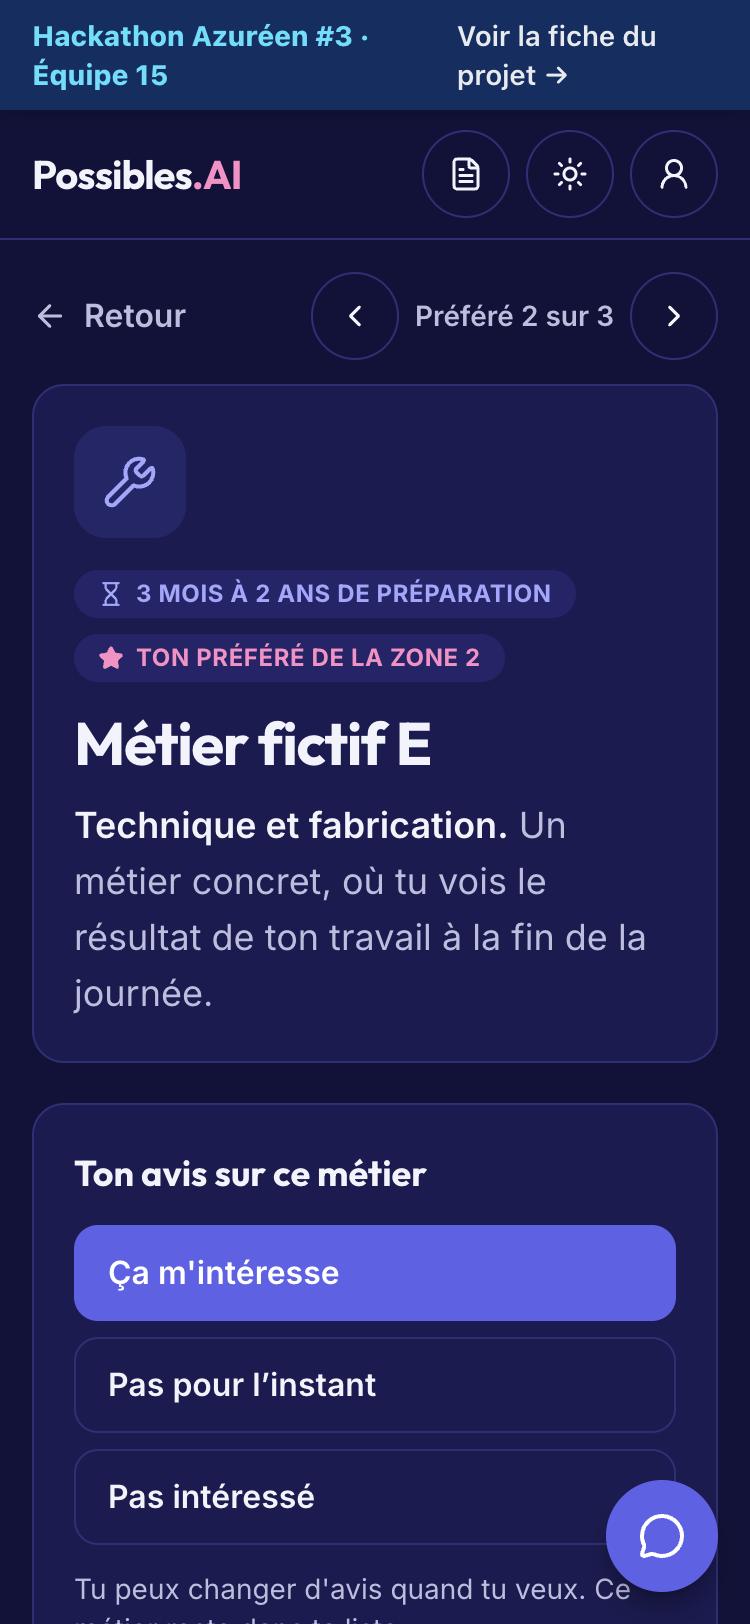 Hackathon Azuréen #3 ·
Équipe 15
Voir la fiche du
projet →
Possibles.AI
← Retour
Préféré 2 sur 3
3 MOIS À 2 ANS DE PRÉPARATION
TON PRÉFÉRÉ DE LA ZONE 2
Métier fictif E
Technique et fabrication. Un
métier concret, où tu vois le
résultat de ton travail à la fin de la
journée.
Ton avis sur ce métier
Ça m'intéresse
Pas pour l’instant
Pas intéressé
Tu peux changer d'avis quand tu veux. Ce